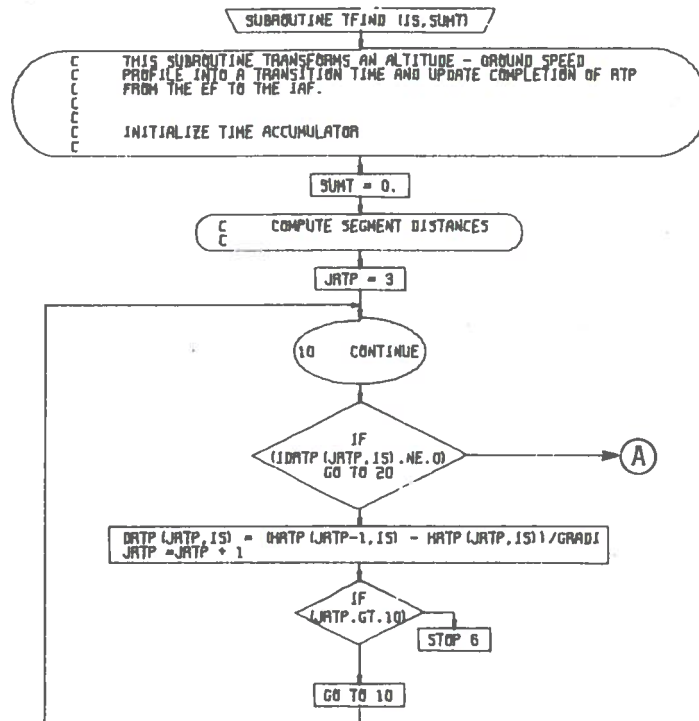 SUBROUTINE TFIND (IS,SUMT)
C THIS SUBROUTINE TRANSFORMS AN ALTITUDE - GROUND SPEED
C PROFILE INTO A TRANSITION TIME AND UPDATE COMPLETION OF RTP
C FROM THE EF TO THE IAF.
C
C
C INITIALIZE TIME ACCUMULATOR
C
SUMT = 0.
C COMPUTE SEGMENT DISTANCES
C
JRTP = 3
10 CONTINUE
IF
(IDRTP(JRTP,IS).NE.0)
GO TO 20
A
DRTP(JRTP,IS) = (HRTP(JRTP-1,IS) - HRTP(JRTP,IS))/GRADI
JRTP =JRTP + 1
IF
(JRTP.GT.10)
STOP 6
GO TO 10